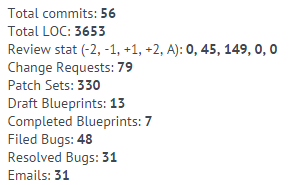 Total commits: 56
Total LOC: 3653
Review stat (-2, -1, +1, +2, A): 0, 45, 149, 0, 0
Change Requests: 79
Patch Sets: 330
Draft Blueprints: 13
Completed Blueprints: 7
Filed Bugs: 48
Resolved Bugs: 31
Emails: 31